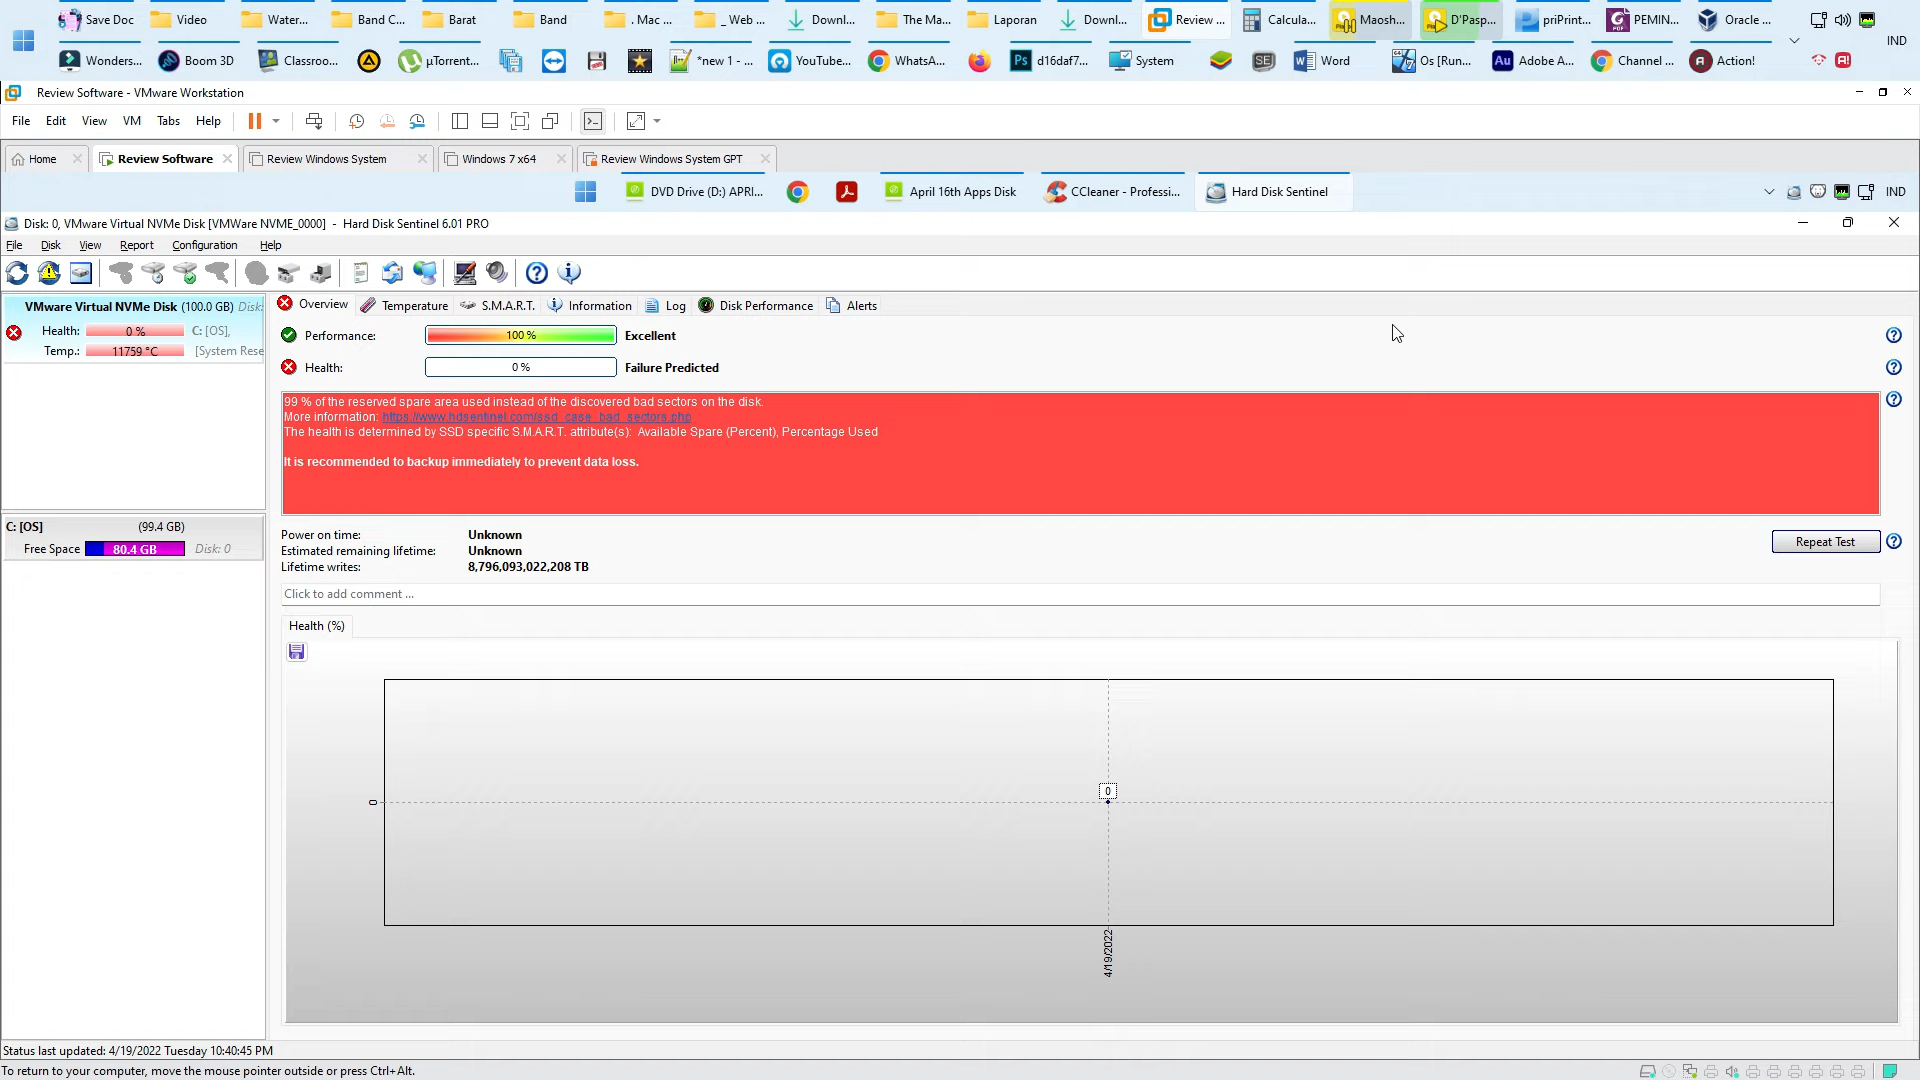 Save Doc
Video
Water...
Band C...
Barat
Band
. Mac ...
_ Web ...
Downl...
The Ma...
Laporan
Downl...
Review ...
Calcula...
Maosh...
D'Pasp...
priPrint...
PEMIN...
Oracle ...
IND
Wonders...
Boom 3D
Classroo...
µTorrent...
*new 1 - ...
YouTube...
WhatsA...
d16daf7...
System
Word
Os [Run...
Adobe A...
Channel ...
Action!
Review Software - VMware Workstation
File Edit View VM Tabs Help
Home
Review Software
Review Windows System
Windows 7 x64
Review Windows System GPT
DVD Drive (D:) APRI...
April 16th Apps Disk
CCleaner - Professi...
Hard Disk Sentinel
IND
Disk: 0, VMware Virtual NVMe Disk [VMWare NVME_0000] - Hard Disk Sentinel 6.01 PRO
File Disk View Report Configuration Help
VMware Virtual NVMe Disk (100.0 GB) Disk:
Health: 0 % C: [OS],
Temp.: 11759 °C [System Rese
C: [OS] (99.4 GB)
Free Space 80.4 GB Disk: 0
Overview Temperature S.M.A.R.T. Information Log Disk Performance Alerts
Performance: 100 % Excellent
Health: 0 % Failure Predicted
99 % of the reserved spare area used instead of the discovered bad sectors on the disk.
More information: https://www.hdsentinel.com/ssd_case_bad_sectors.php
The health is determined by SSD specific S.M.A.R.T. attribute(s): Available Spare (Percent), Percentage Used
It is recommended to backup immediately to prevent data loss.
Power on time: Unknown
Estimated remaining lifetime: Unknown
Lifetime writes: 8,796,093,022,208 TB
Repeat Test
Click to add comment ...
Health (%)
0
0
4/19/2022
Status last updated: 4/19/2022 Tuesday 10:40:45 PM
To return to your computer, move the mouse pointer outside or press Ctrl+Alt.